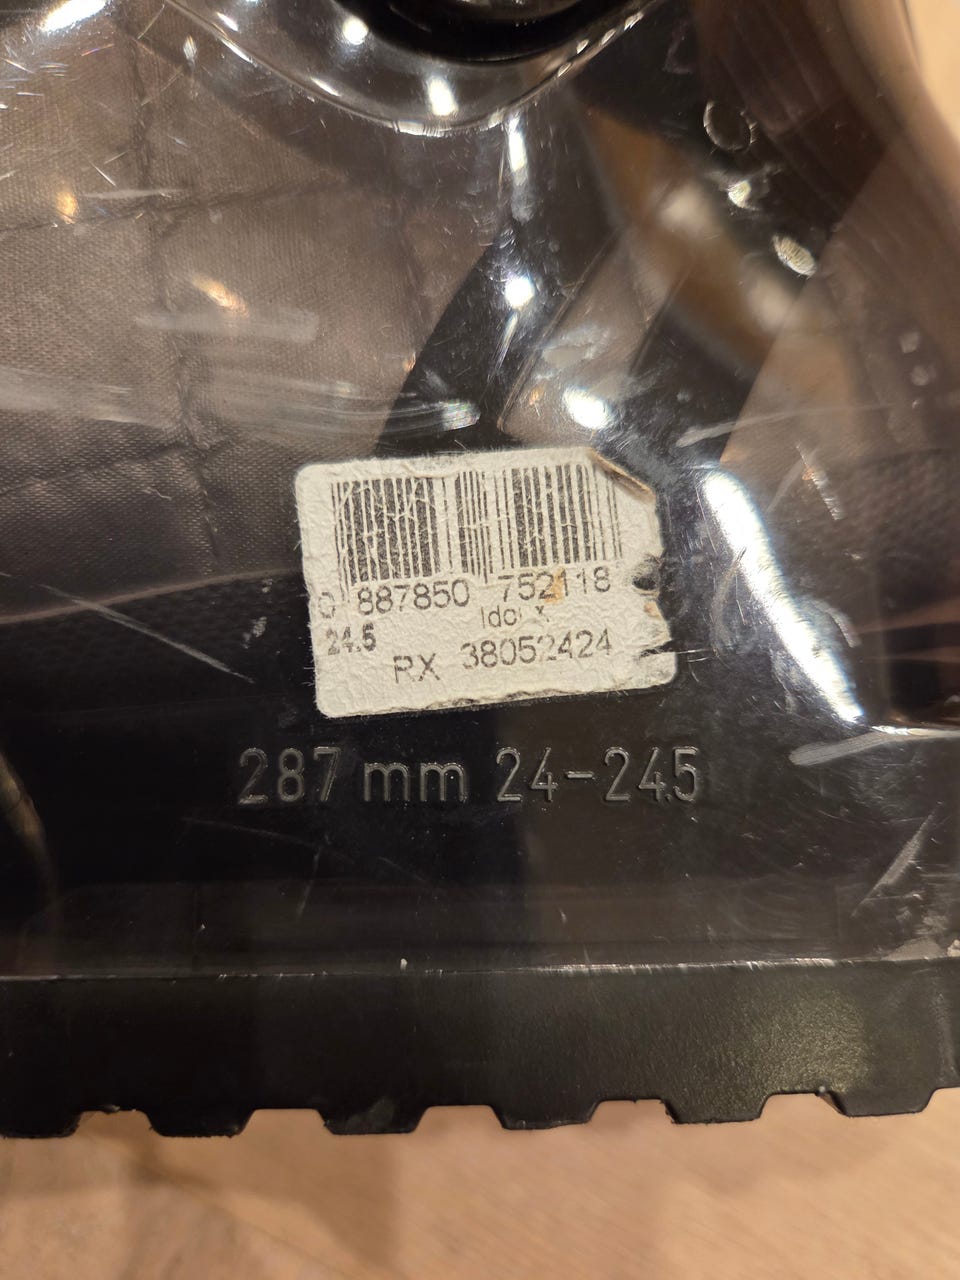 0 887850 752118
Idol X
24.5
RX 38052424
287 mm 24-24.5